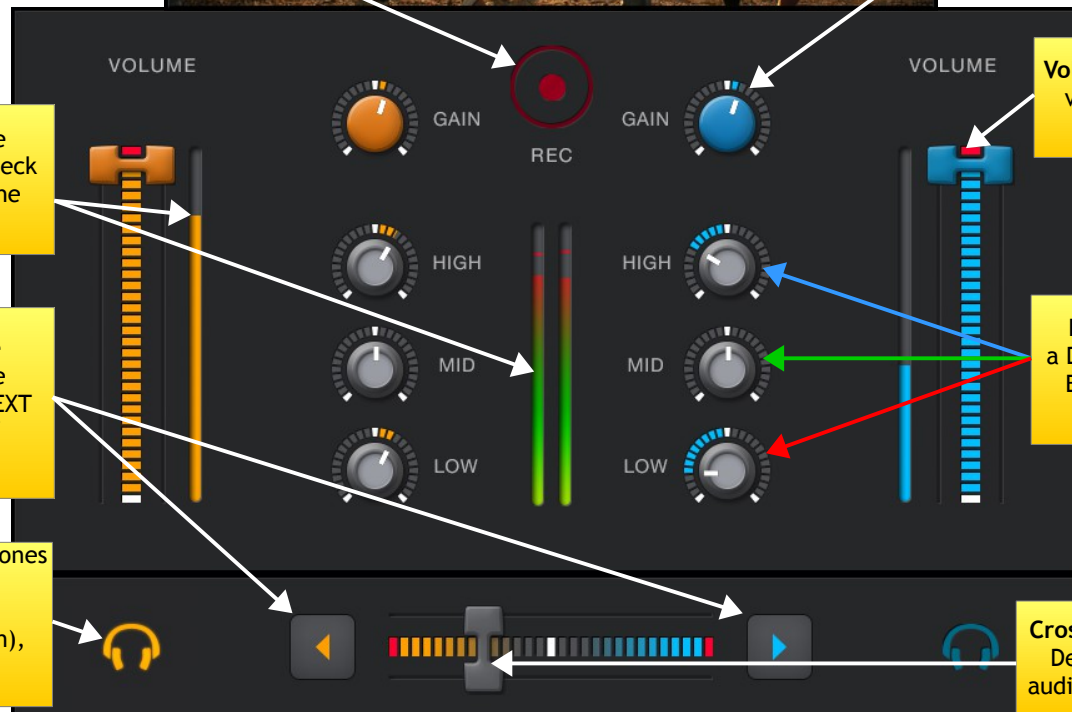 VOLUME
GAIN
REC
GAIN
VOLUME
HIGH
HIGH
MID
MID
LOW
LOW
Vo
v
e
eck
ne
e
EXT
a D
E
ones
n),
Cros
De
audi